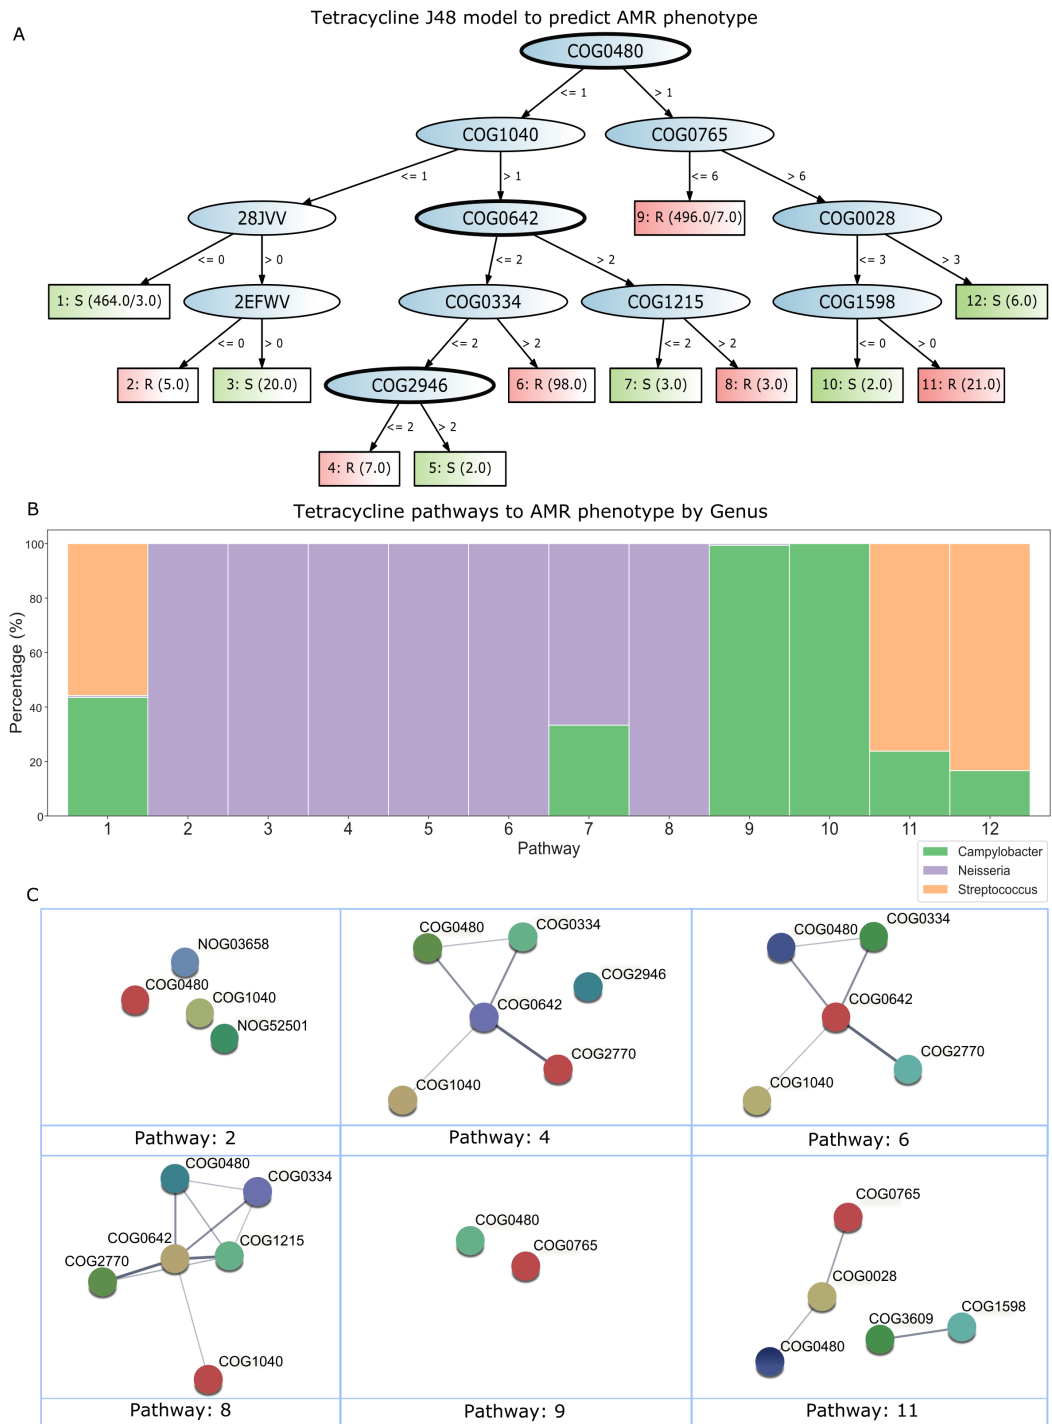 Tetracycline J48 model to predict AMR phenotype
A
COG0480
<= 1
> 1
COG1040
COG0765
<= 1
> 1
<= 6
> 6
28JVV
COG0642
9: R (496.0/7.0)
COG0028
<= 0
> 0
<= 2
> 2
<= 3
> 3
1: S (464.0/3.0)
2EFWV
COG0334
COG1215
COG1598
12: S (6.0)
<= 0
> 0
<= 2
> 2
<= 2
> 2
<= 0
> 0
2: R (5.0)
3: S (20.0)
COG2946
6: R (98.0)
7: S (3.0)
8: R (3.0)
10: S (2.0)
11: R (21.0)
<= 2
> 2
4: R (7.0)
5: S (2.0)
B
Tetracycline pathways to AMR phenotype by Genus
Percentage (%)
100
80
60
40
20
0
1 2 3 4 5 6 7 8 9 10 11 12
Pathway
Campylobacter
Neisseria
Streptococcus
C
NOG03658
COG0480
COG1040
NOG52501
Pathway: 2
COG0480
COG0334
COG2946
COG0642
COG2770
COG1040
Pathway: 4
COG0334
COG0480
COG0642
COG2770
COG1040
Pathway: 6
COG0480
COG0334
COG0642
COG1215
COG2770
COG1040
Pathway: 8
COG0480
COG0765
Pathway: 9
COG0765
COG0028
COG3609
COG1598
COG0480
Pathway: 11